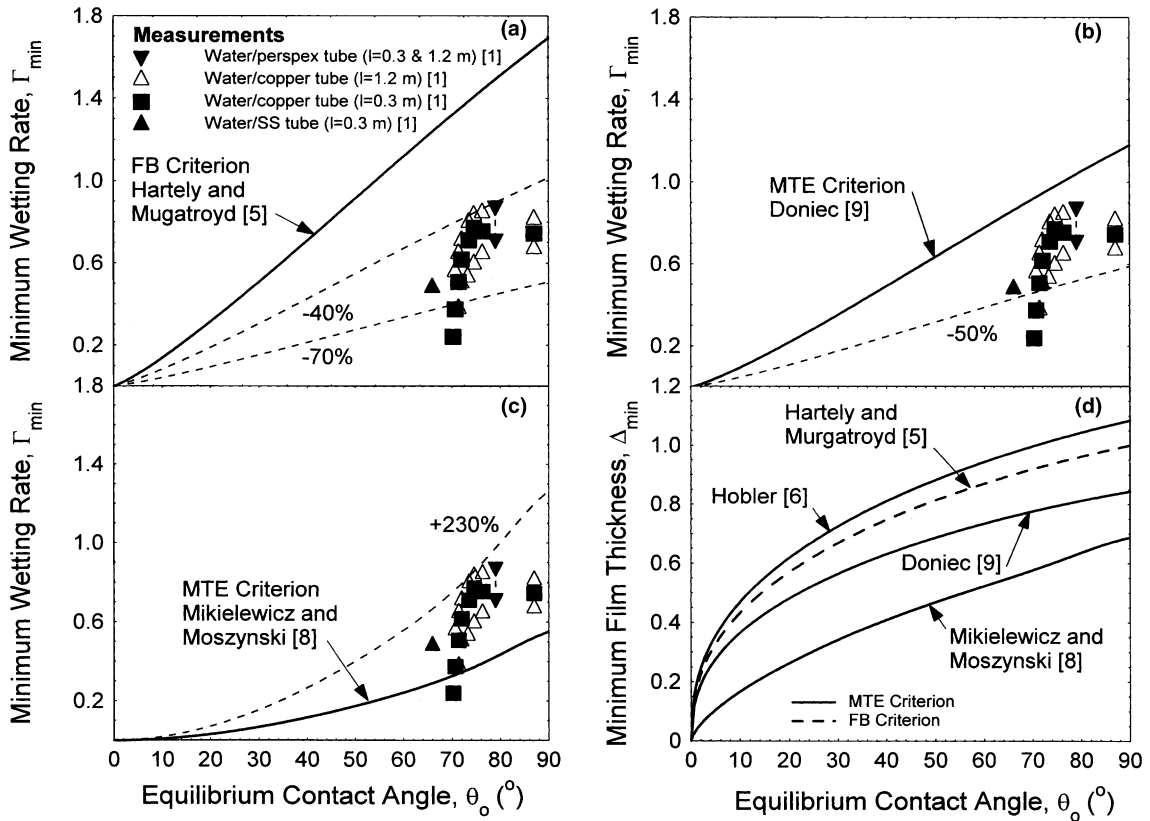 (a)
Measurements
Water/perspex tube (l=0.3 & 1.2 m) [1]
Water/copper tube (l=1.2 m) [1]
Water/copper tube (l=0.3 m) [1]
Water/SS tube (l=0.3 m) [1]
FB Criterion
Hartely and
Mugatroyd [5]
-40%
-70%
Minimum Wetting Rate, Γmin
1.8
1.4
1.0
0.6
0.2
(b)
MTE Criterion
Doniec [9]
-50%
Minimum Wetting Rate, Γmin
1.8
1.4
1.0
0.6
0.2
(c)
+230%
MTE Criterion
Mikielewicz and
Moszynski [8]
Minimum Wetting Rate, Γmin
1.8
1.4
1.0
0.6
0.2
0 10 20 30 40 50 60 70 80 90
Equilibrium Contact Angle, θo (o)
(d)
Hartely and
Murgatroyd [5]
Hobler [6]
Doniec [9]
Mikielewicz and
Moszynski [8]
MTE Criterion
FB Criterion
Minimum Film Thickness, Δmin
1.2
1.0
0.8
0.6
0.4
0.2
0
0 10 20 30 40 50 60 70 80 90
Equilibrium Contact Angle, θo (o)